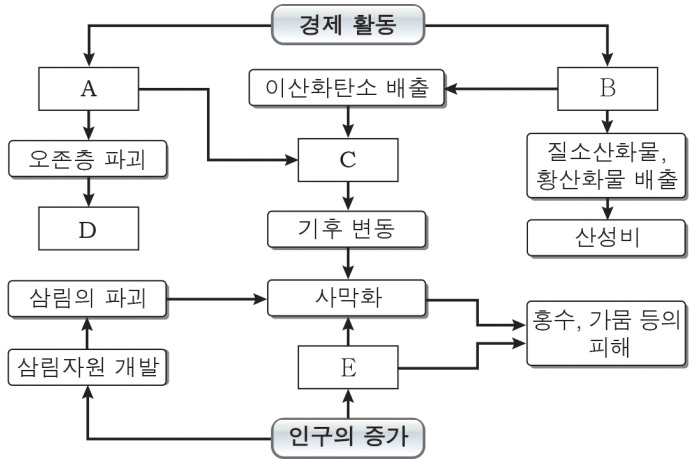 경제 활동
A
이산화탄소 배출
B
오존층 파괴
C
질소산화물,
황산화물 배출
D
기후 변동
산성비
삼림의 파괴
사막화
홍수, 가뭄 등의
피해
삼림자원 개발
E
인구의 증가